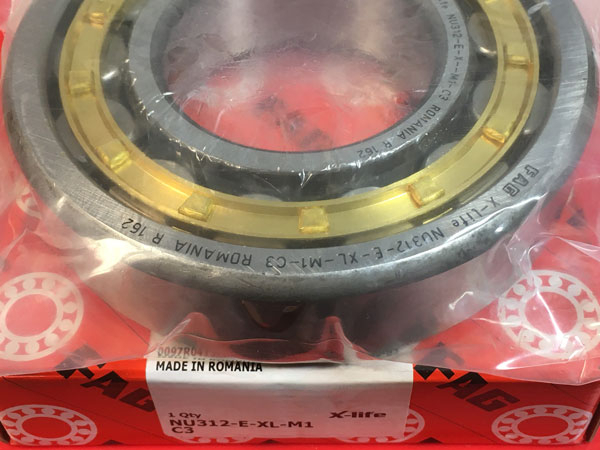 life NU312-E-XL-M1-C3 ROMANIA R 162
FAG X-life NU312-E-XL-M1-C3 ROMANIA R 162
FAG
MADE IN ROMANIA
1 Qty
X-life
NU312-E-XL-M1
C3
FAG